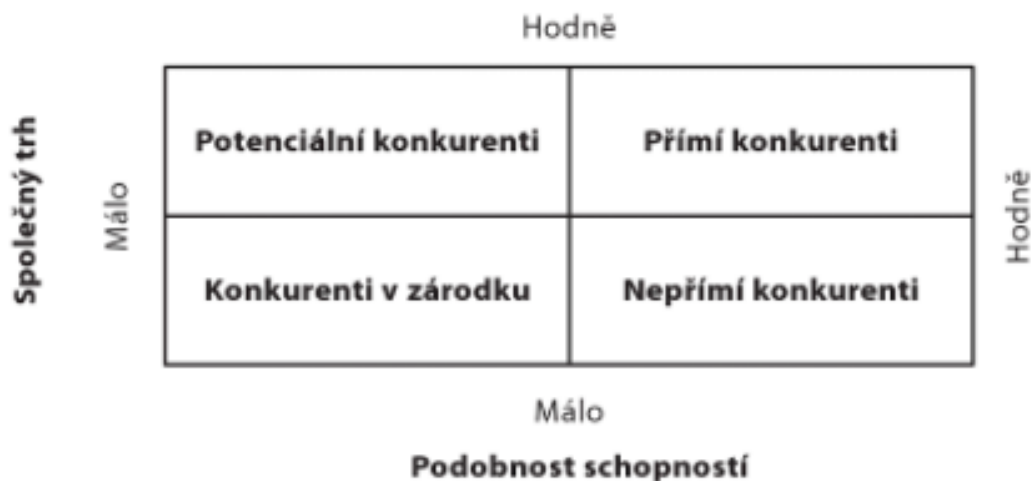 Hodně
Potenciální konkurenti
Přímí konkurenti
Společný trh
Málo
Hodně
Konkurenti v zárodku
Nepřímí konkurenti
Málo
Podobnost schopností